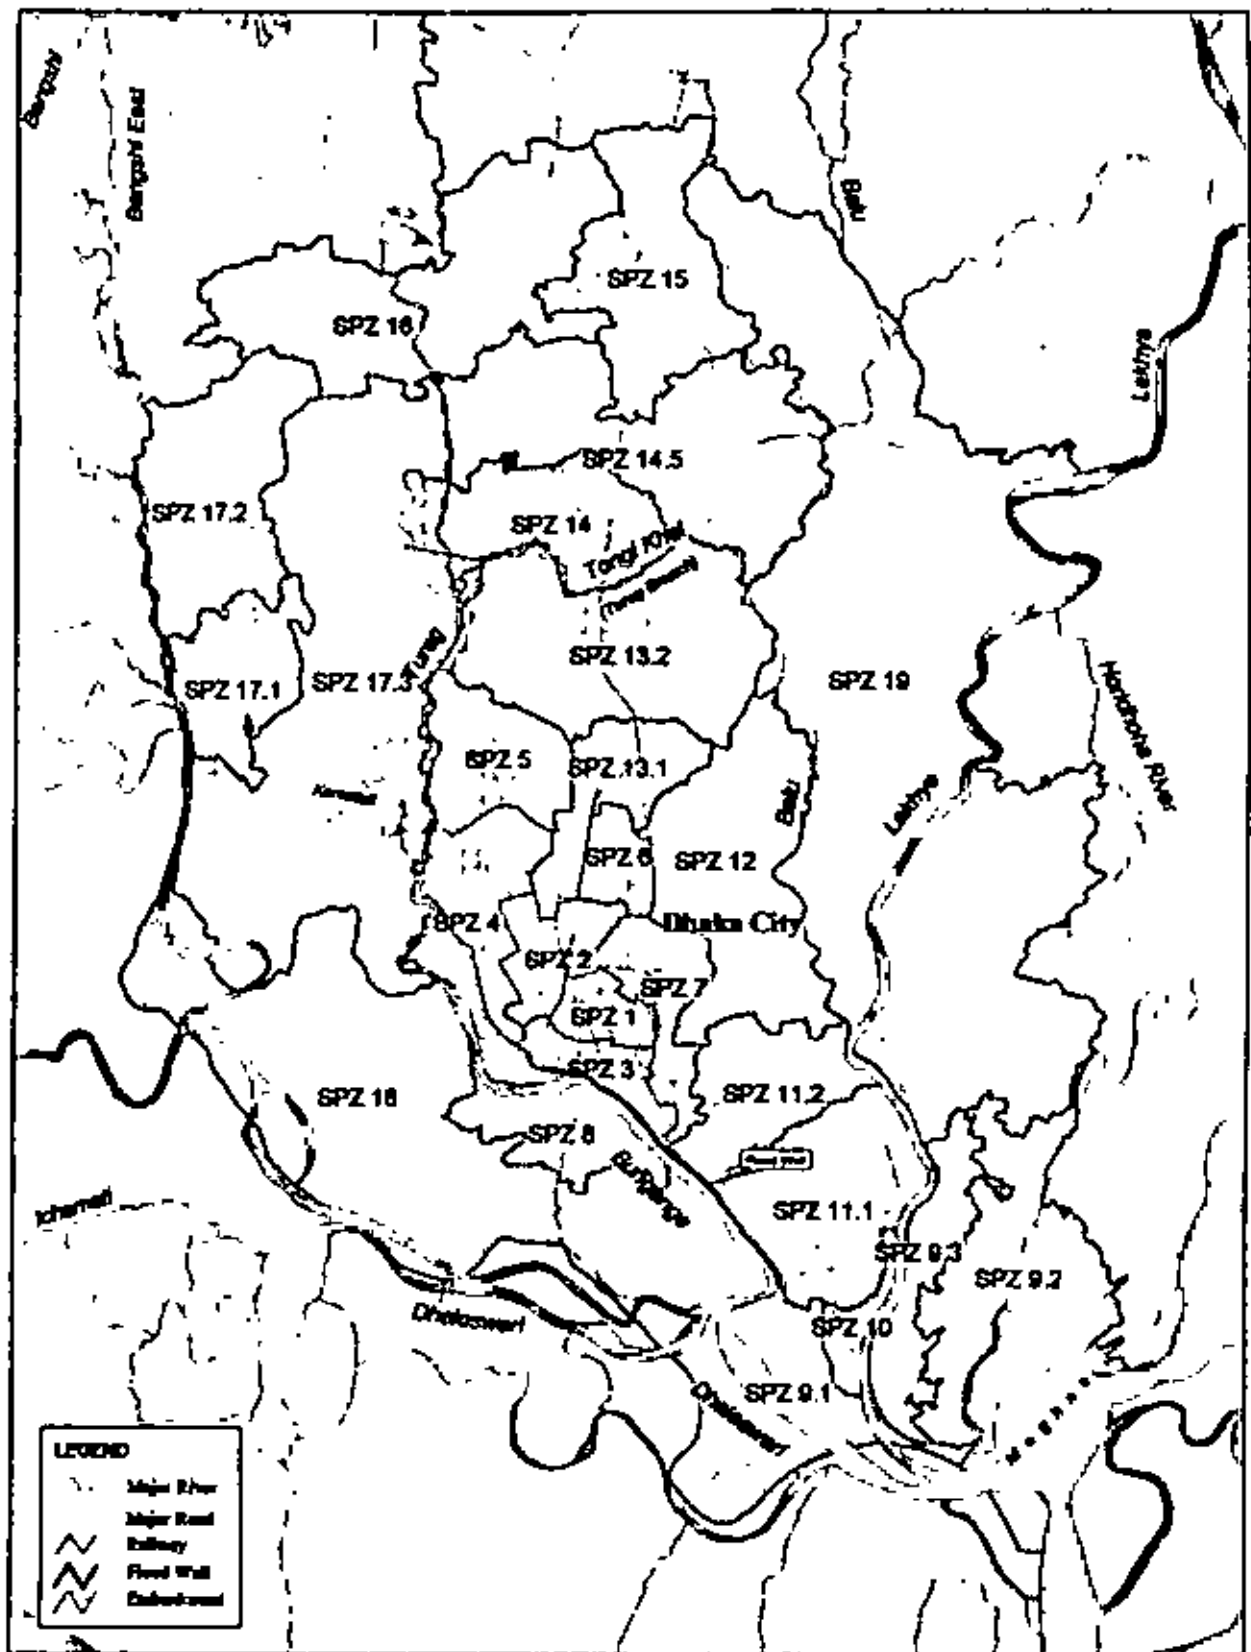 Bangshi
Bangshi East
Balu
SPZ 15
SPZ 16
Lakhya
SPZ 14.5
SPZ 17.2
SPZ 14
Tongi Khal
SPZ 13.2
Turag
SPZ 17.1
SPZ 17.3
SPZ 19
SPZ 5
SPZ 13.1
Balu
Lakhya
SPZ 6
SPZ 12
SPZ 4
Dhaka City
SPZ 2
SPZ 7
SPZ 1
SPZ 3
SPZ 18
SPZ 11.2
SPZ 8
Buriganga
Ichamati
SPZ 11.1
SPZ 9.3
SPZ 9.2
Dhaleswari
SPZ 10
SPZ 9.1
Dhaleswari
Meghna
LEGEND
Major River
Major Road
Railway
Flood Wall
Embankment